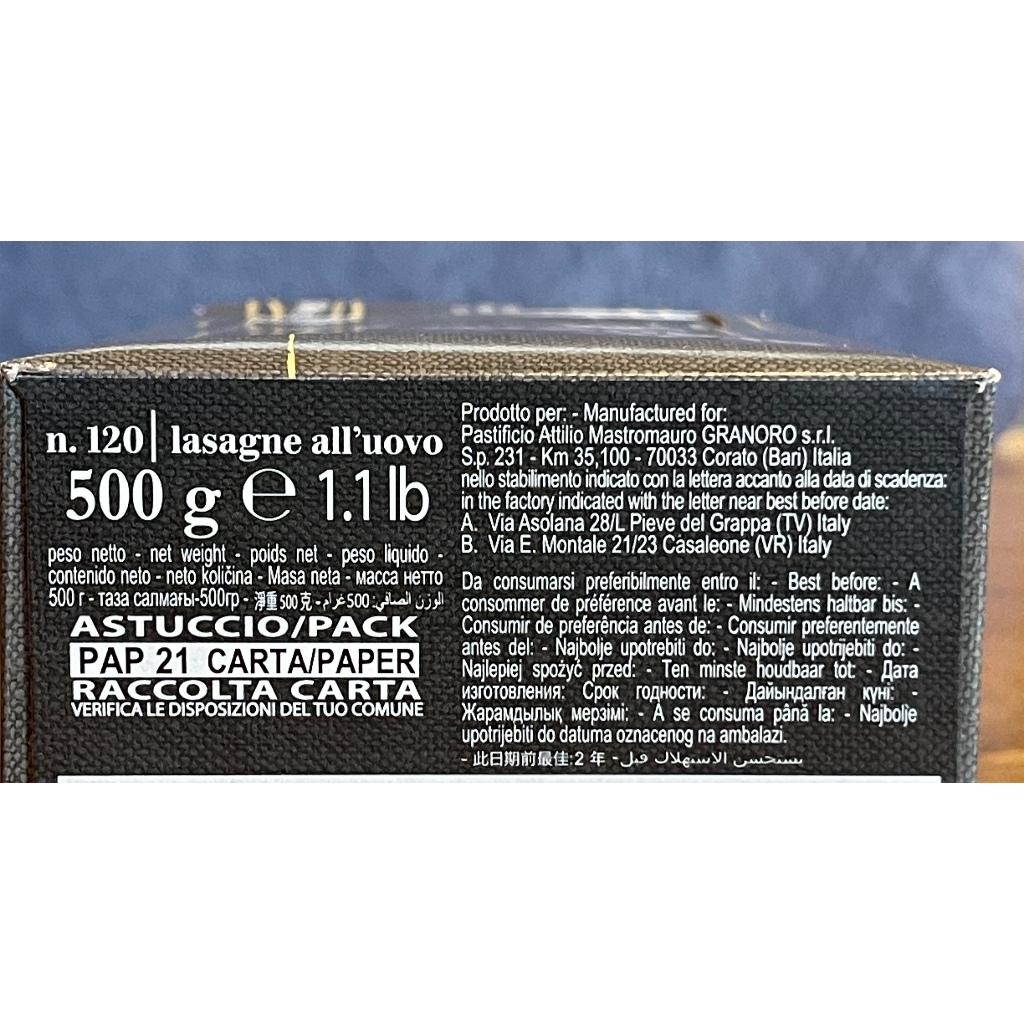 n. 120 | lasagne all'uovo
500 g ℮ 1.1 lb
peso netto - net weight - poids net - peso líquido -
contenido neto - neto količina - Masa neta - масса нетто
500 г - таза салмағы-500гр - 淨重 500 克 - الوزن الصافي: 500غرام
ASTUCCIO/PACK
PAP 21 CARTA/PAPER
RACCOLTA CARTA
VERIFICA LE DISPOSIZIONI DEL TUO COMUNE
Prodotto per: - Manufactured for:
Pastificio Attilio Mastromauro GRANORO s.r.l.
S.p. 231 - Km 35,100 - 70033 Corato (Bari) Italia
nello stabilimento indicato con la lettera accanto alla data di scadenza:
in the factory indicated with the letter near best before date:
A. Via Asolana 28/L Pieve del Grappa (TV) Italy
B. Via E. Montale 21/23 Casaleone (VR) Italy
Da consumarsi preferibilmente entro il: - Best before: - A
consommer de préférence avant le: - Mindestens haltbar bis: -
Consumir de preferência antes de: - Consumir preferentemente
antes del: - Najbolje upotrebiti do: - Najbolje upotrijebiti do: -
Najlepiej spożyć przed: - Ten minste houdbaar tot: - Дата
изготовления: Срок годности: - Дайындалған күні: -
Жарамдылық мерзімі: - A se consuma până la: - Najbolje
upotrijebiti do datuma oznacenog na ambalazi.
- 此日期前最佳:2 年 - يستحسن الاستهلاك قبل